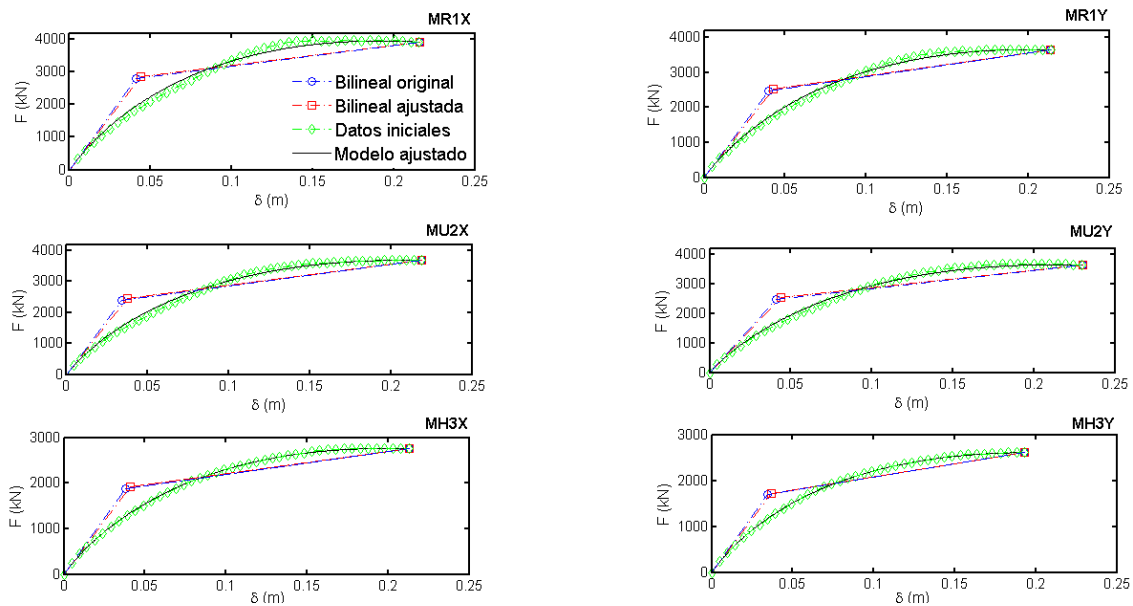 MR1X
4000
3000
2000
1000
0
F (kN)
0
0.05
0.1
0.15
0.2
0.25
δ (m)
Bilineal original
Bilineal ajustada
Datos iniciales
Modelo ajustado
MR1Y
4000
3000
2000
1000
0
F (kN)
0
0.05
0.1
0.15
0.2
0.25
δ (m)
MU2X
4000
3000
2000
1000
0
F (kN)
0
0.05
0.1
0.15
0.2
0.25
δ (m)
MU2Y
4000
3000
2000
1000
0
F (kN)
0
0.05
0.1
0.15
0.2
0.25
δ (m)
MH3X
3000
2000
1000
0
F (kN)
0
0.05
0.1
0.15
0.2
0.25
δ (m)
MH3Y
3000
2000
1000
0
F (kN)
0
0.05
0.1
0.15
0.2
0.25
δ (m)